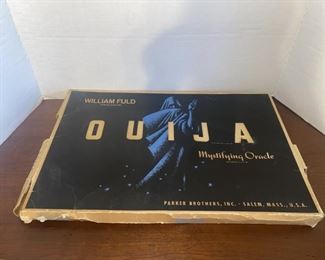 WILLIAM FULD
OUIJA
Mystifying Oracle
PARKER BROTHERS, INC. · SALEM, MASS., U.S.A.